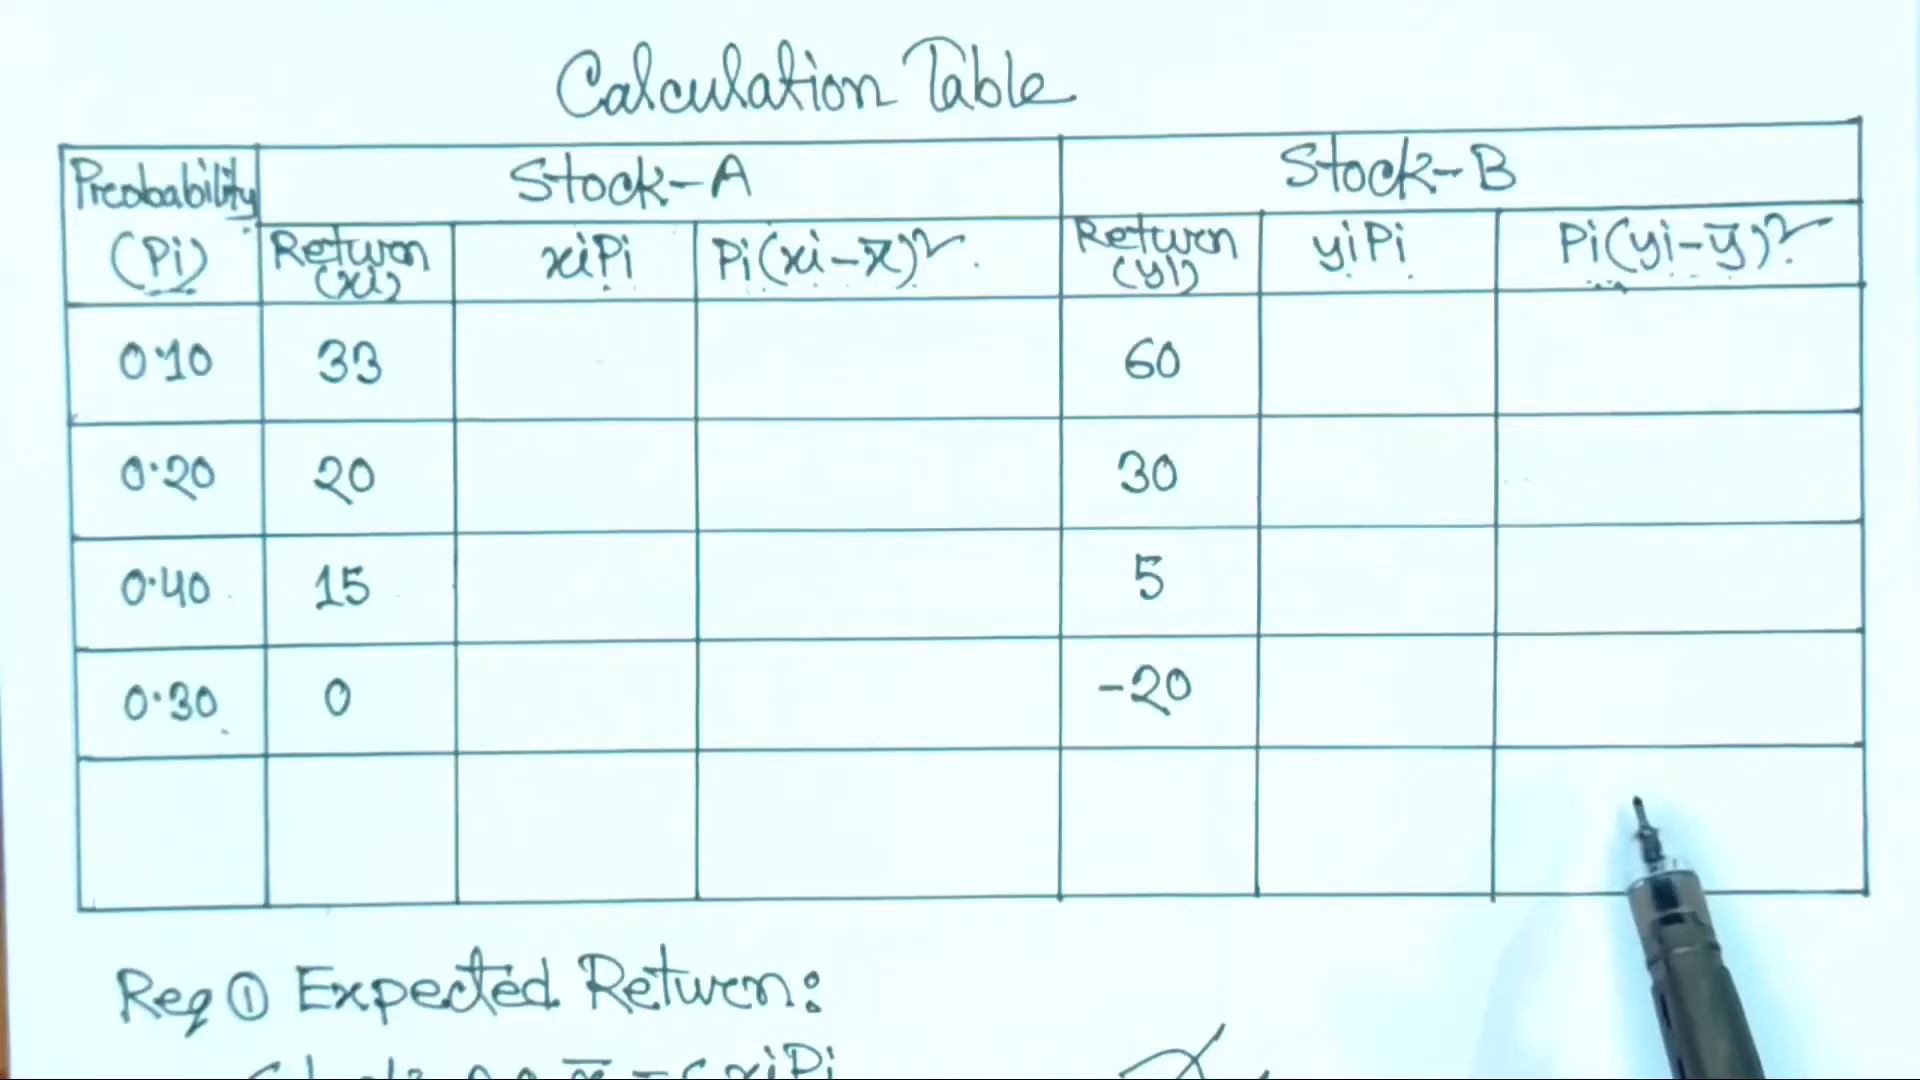 Calculation Table
Probability (Pi) Stock-A Stock-B
Return (xi) xiPi Pi(xi-x̅)² Return (yi) yiPi Pi(yi-y̅)²
0.10 33 60
0.20 20 30
0.40 15 5
0.30 0 -20
Req ① Expected Return:
xiPi